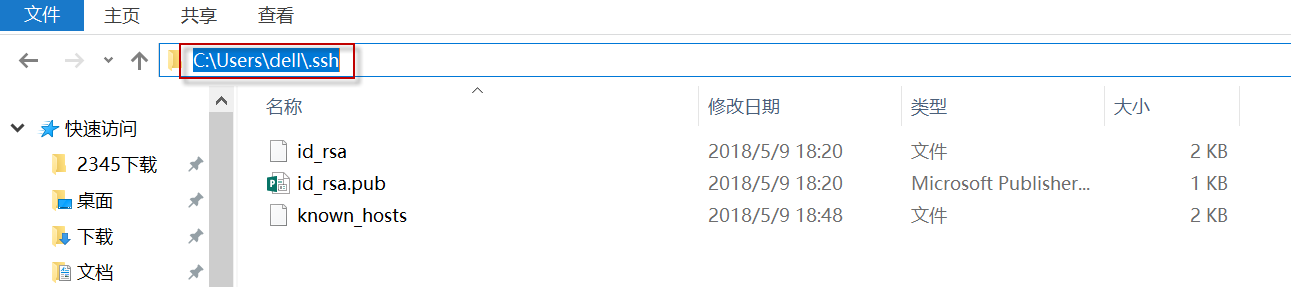 文件 主页 共享 查看
C:\Users\dell\.ssh
名称 修改日期 类型 大小
快速访问
2345下载
id_rsa 2018/5/9 18:20 文件 2 KB
id_rsa.pub 2018/5/9 18:20 Microsoft Publisher... 1 KB
桌面
known_hosts 2018/5/9 18:48 文件 2 KB
下载
文档